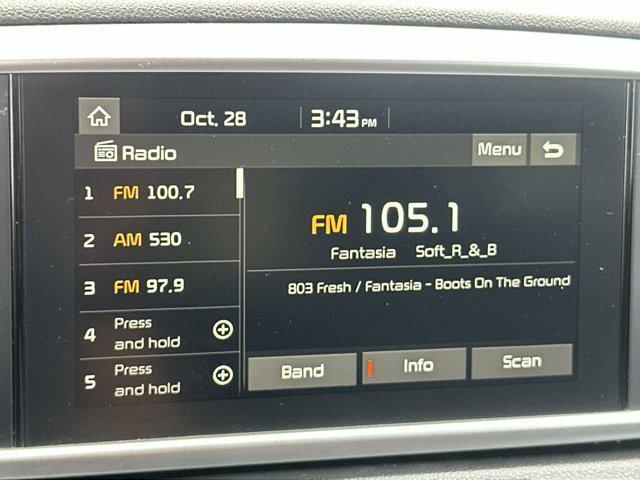 Oct. 28 3:43 PM
Radio Menu
1 FM 100.7
2 AM 530
3 FM 97.9
4 Press and hold
5 Press and hold
FM 105.1
Fantasia Soft_R_&_B
803 Fresh / Fantasia - Boots On The Ground
Band Info Scan